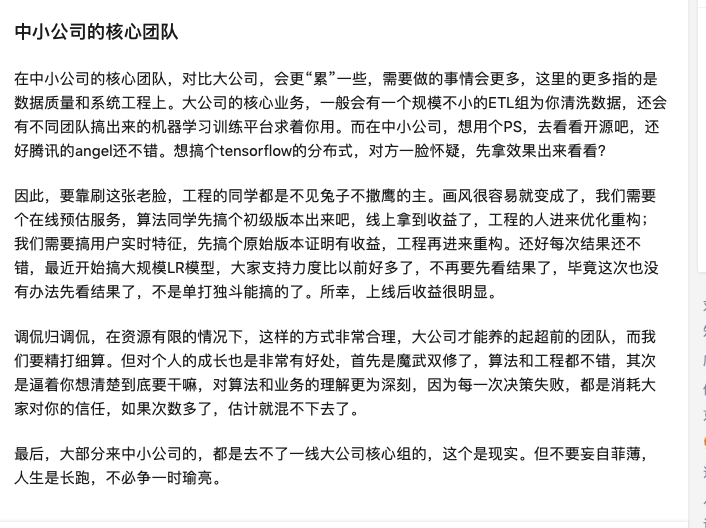 中小公司的核心团队
在中小公司的核心团队，对比大公司，会更“累”一些，需要做的事情会更多，这里的更多指的是
数据质量和系统工程上。大公司的核心业务，一般会有一个规模不小的ETL组为你清洗数据，还会
有不同团队搞出来的机器学习训练平台求着你用。而在中小公司，想用个PS，去看看开源吧，还
好腾讯的angel还不错。想搞个tensorflow的分布式，对方一脸怀疑，先拿效果出来看看？
因此，要靠刷这张老脸，工程的同学都是不见兔子不撒鹰的主。画风很容易就变成了，我们需要
个在线预估服务，算法同学先搞个初级版本出来吧，线上拿到收益了，工程的人进来优化重构；
我们需要搞用户实时特征，先搞个原始版本证明有收益，工程再进来重构。还好每次结果还不
错，最近开始搞大规模LR模型，大家支持力度比以前好多了，不再要先看结果了，毕竟这次也没
有办法先看结果了，不是单打独斗能搞的了。所幸，上线后收益很明显。
调侃归调侃，在资源有限的情况下，这样的方式非常合理，大公司才能养的起超前的团队，而我
们要精打细算。但对个人的成长也是非常有好处，首先是魔武双修了，算法和工程都不错，其次
是逼着你想清楚到底要干嘛，对算法和业务的理解更为深刻，因为每一次决策失败，都是消耗大
家对你的信任，如果次数多了，估计就混不下去了。
最后，大部分来中小公司的，都是去不了一线大公司核心组的，这个是现实。但不要妄自菲薄，
人生是长跑，不必争一时瑜亮。